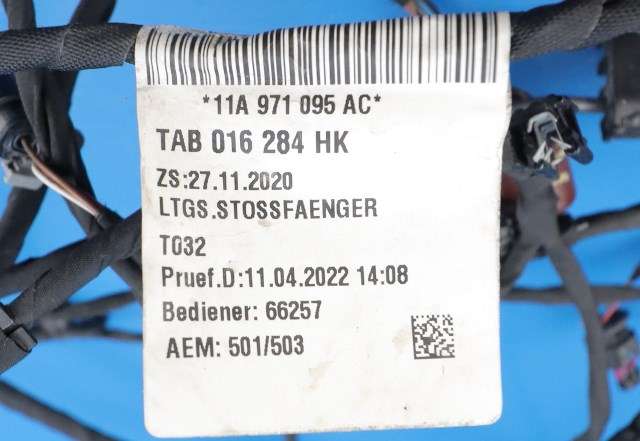 *11A 971 095 AC*
TAB 016 284 HK
ZS:27.11.2020
LTGS.STOSSFAENGER
T032
Pruef.D:11.04.2022 14:08
Bediener: 66257
AEM: 501/503